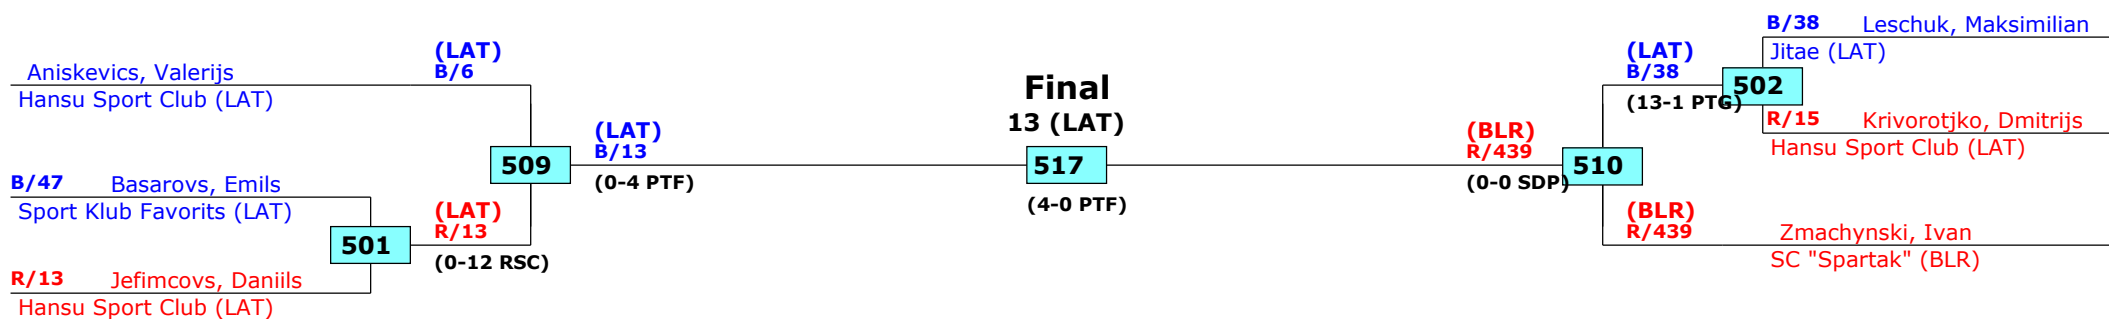 Aniskevics, Valerijs
Hansu Sport Club (LAT)
(LAT)
B/6
B/47 Basarovs, Emils
Sport Klub Favorits (LAT)
501
R/13 Jefimcovs, Daniils
Hansu Sport Club (LAT)
(LAT)
R/13
(0-12 RSC)
509
(LAT)
B/13
(0-4 PTF)
Final
13 (LAT)
517
(4-0 PTF)
(BLR)
R/439
(0-0 SDP)
510
(LAT)
B/38
(13-1 PTG)
502
B/38 Leschuk, Maksimilian
Jitae (LAT)
R/15 Krivorotjko, Dmitrijs
Hansu Sport Club (LAT)
(BLR)
R/439
Zmachynski, Ivan
SC "Spartak" (BLR)